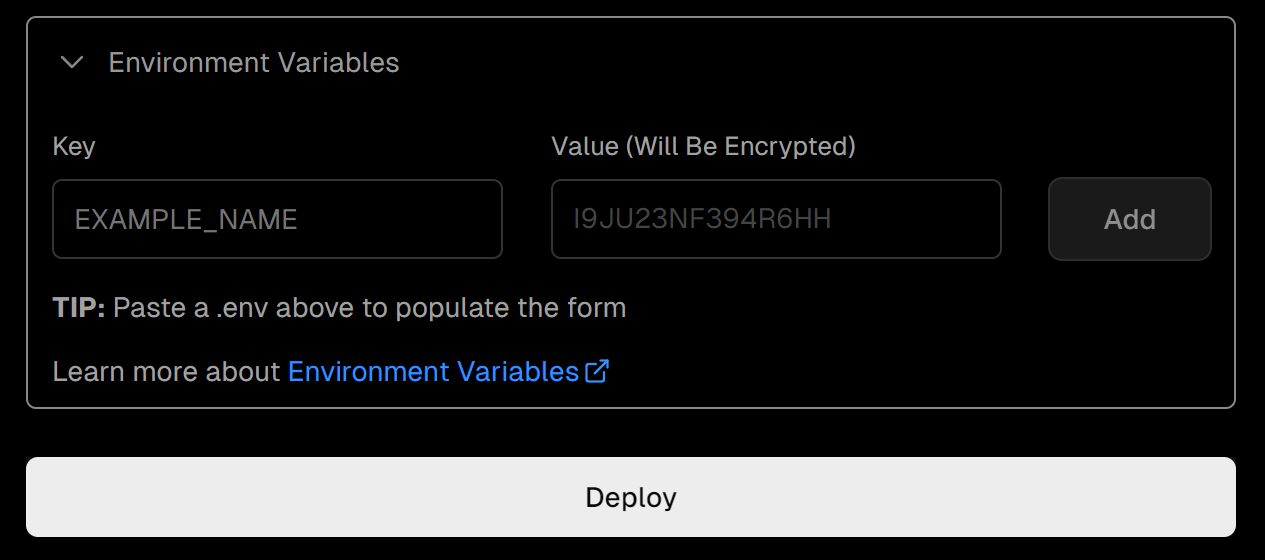 Environment Variables
Key
Value (Will Be Encrypted)
EXAMPLE_NAME
I9JU23NF394R6HH
Add
TIP: Paste a .env above to populate the form
Learn more about Environment Variables
Deploy